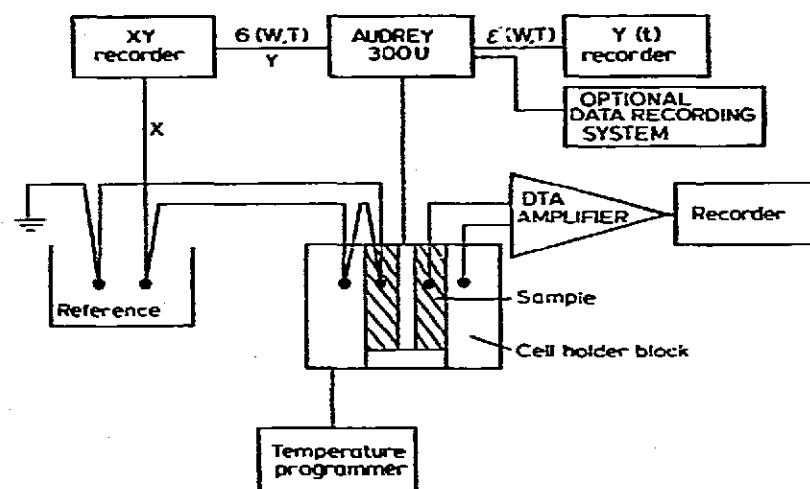 XY
recorder
6 (W,T)
Y
AUDREY
300U
ε'(W,T)
Y (t)
recorder
OPTIONAL
DATA RECORDING
SYSTEM
X
DTA
AMPLIFIER
Recorder
Reference
Sample
Cell holder block
Temperature
programmer